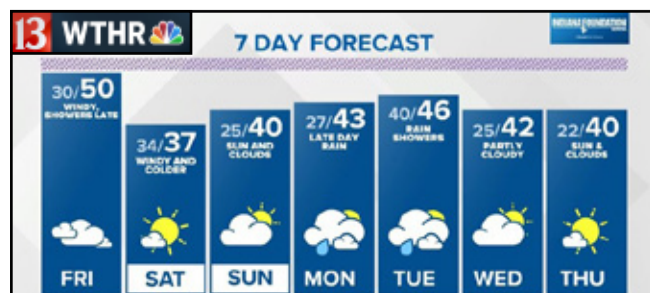 13 WTHR
7 DAY FORECAST
INDIANA FOUNDATION
30/50
WINDY,
SHOWERS LATE
FRI
34/37
WINDY AND
COLDER
SAT
25/40
SUN AND
CLOUDS
SUN
27/43
LATE DAY
RAIN
MON
40/46
RAIN
SHOWERS
TUE
25/42
PARTLY
CLOUDY
WED
22/40
SUN &
CLOUDS
THU